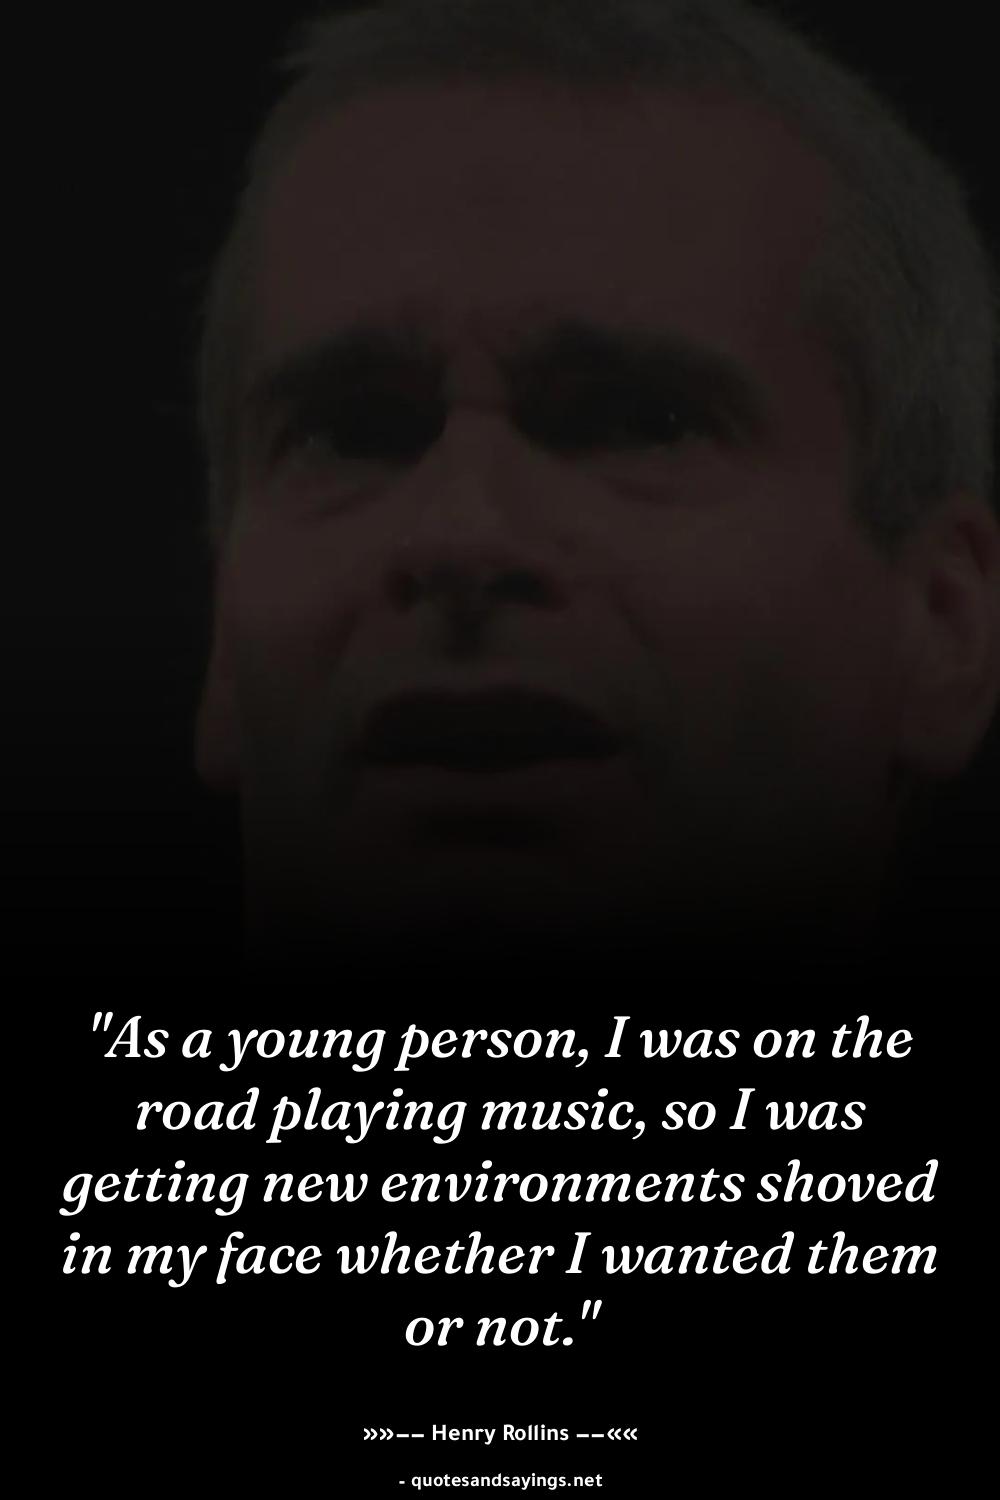 "As a young person, I was on the
road playing music, so I was
getting new environments shoved
in my face whether I wanted them
or not."
»»–– Henry Rollins ––««
- quotesandsayings.net